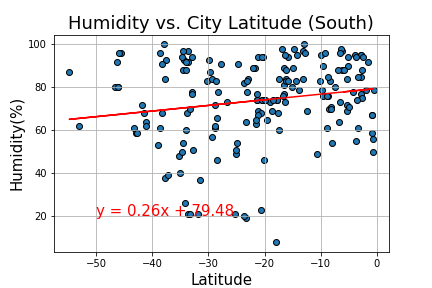 Humidity vs. City Latitude (South)
Humidity(%)
100
80
60
40
20
y = 0.26x + 79.48
−50
−40
−30
−20
−10
0
Latitude